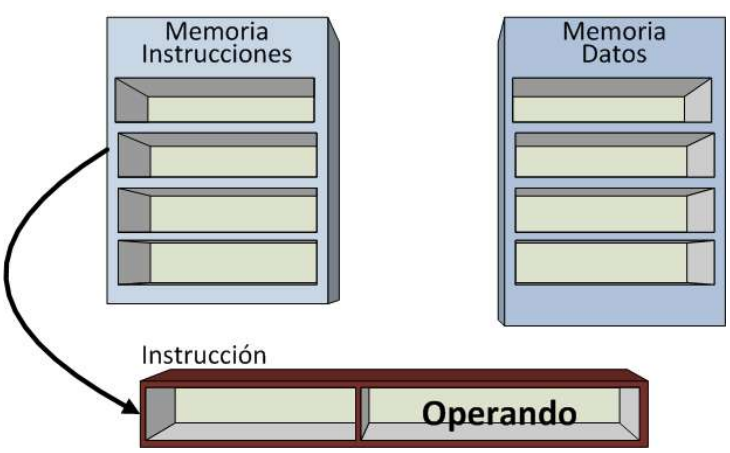 Memoria
Instrucciones
Memoria
Datos
Instrucción
Operando